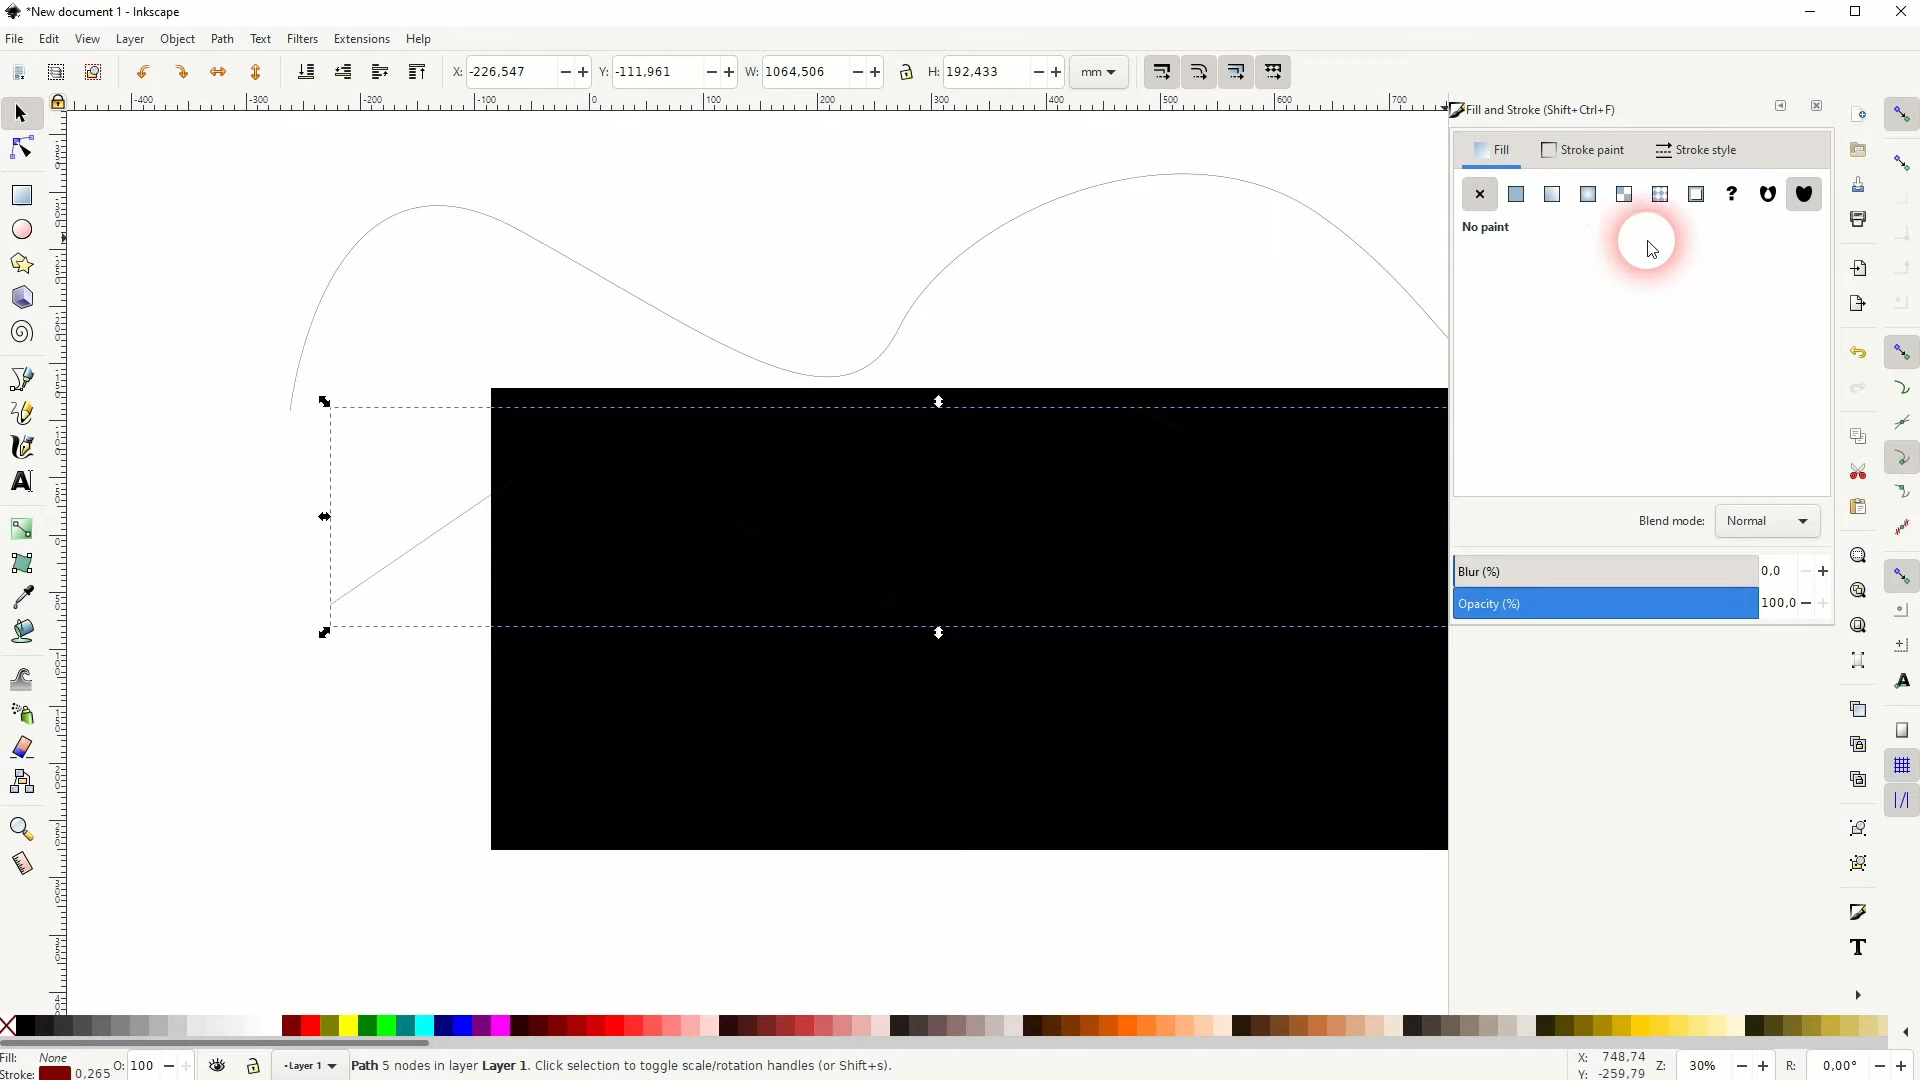 *New document 1 - Inkscape
File Edit View Layer Object Path Text Filters Extensions Help
X: -226,547 Y: -111,961 W: 1064,506 H: 192,433 mm
-400 -300 -200 -100 0 100 200 300 400 500 600 700
Fill and Stroke (Shift+Ctrl+F)
Fill Stroke paint Stroke style
No paint
Blend mode: Normal
Blur (%) 0,0
Opacity (%) 100,0
Fill: None
Stroke: 0,265 O: 100 -Layer 1 Path 5 nodes in layer Layer 1. Click selection to toggle scale/rotation handles (or Shift+s).
X: 748,74
Y: -259,79
Z: 30% R: 0,00°